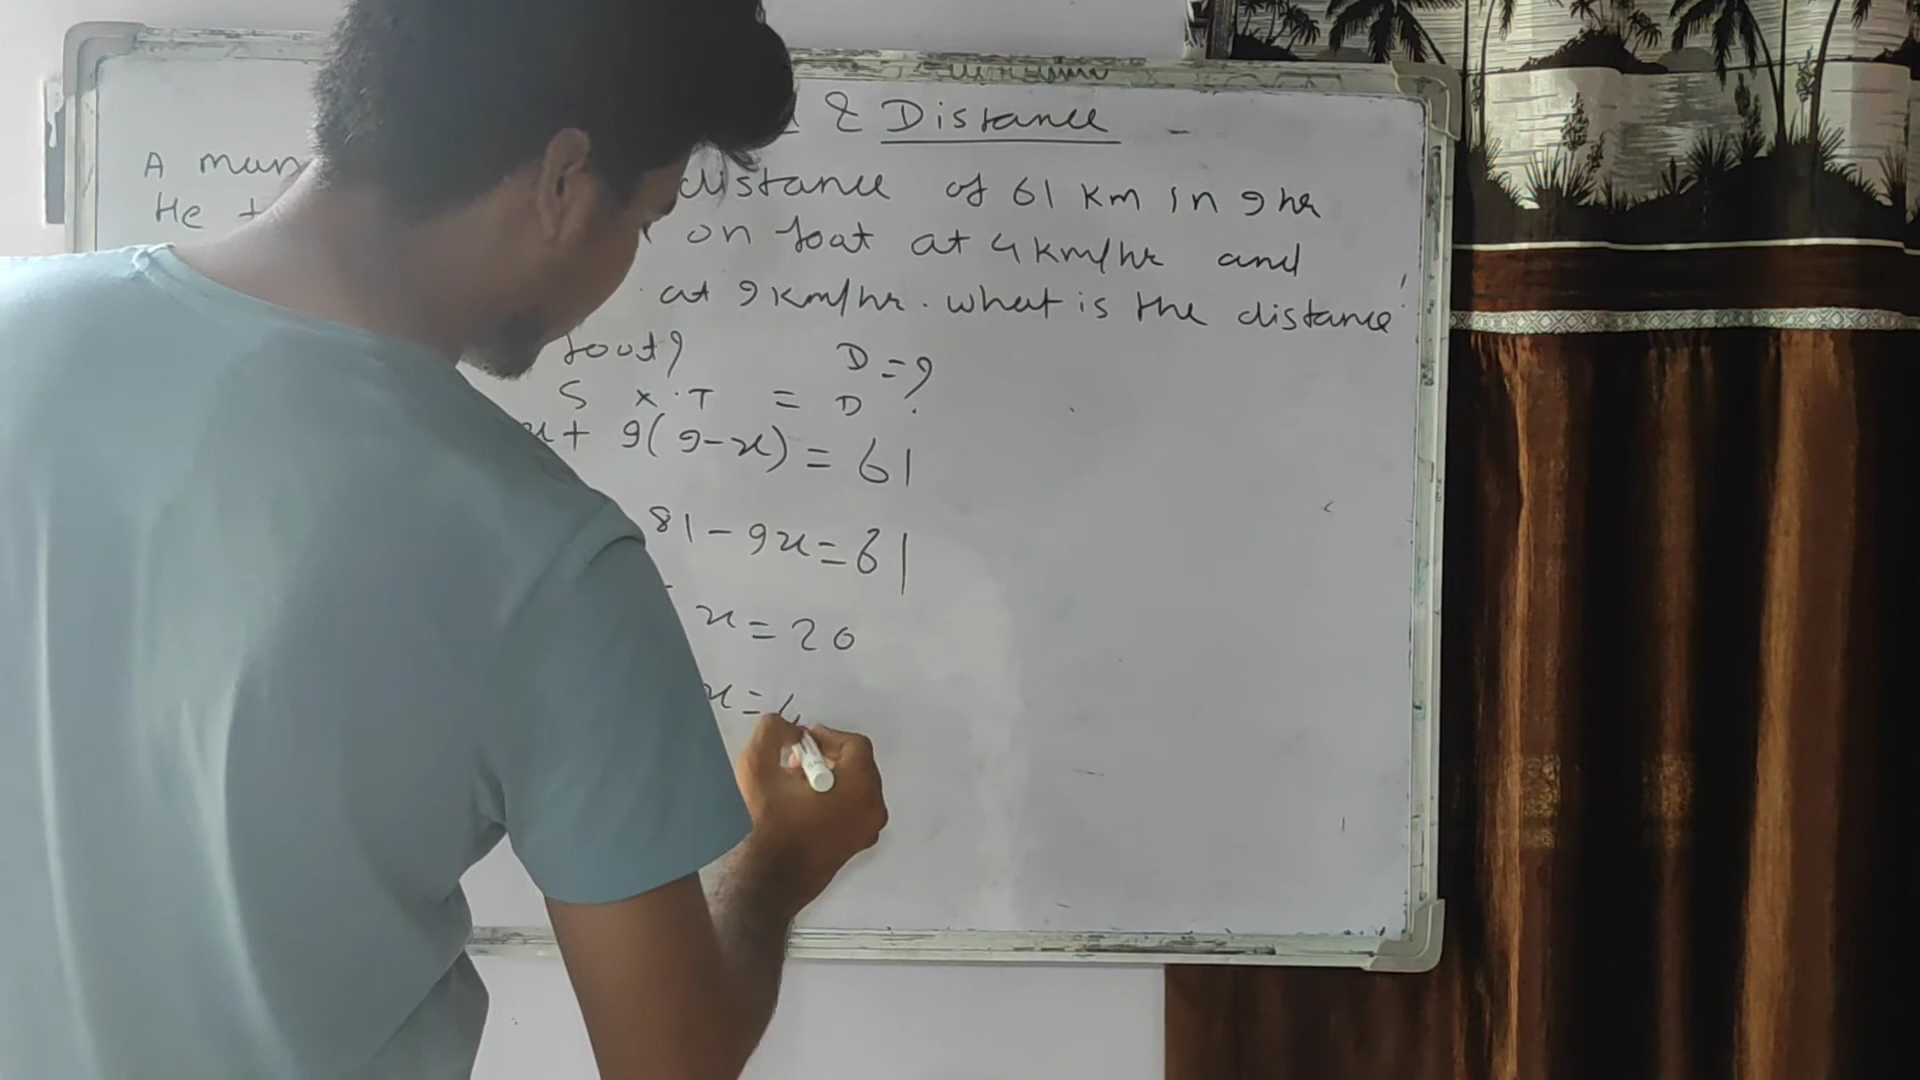 & Distance
A man distance of 61 km in 9 hr
He on foot at 4 km/hr and
at 9 km/hr. what is the distance
foot? D = ?
S x T = D
x + 9(9-x) = 61
81 - 9x = 61
x = 20
x = 4